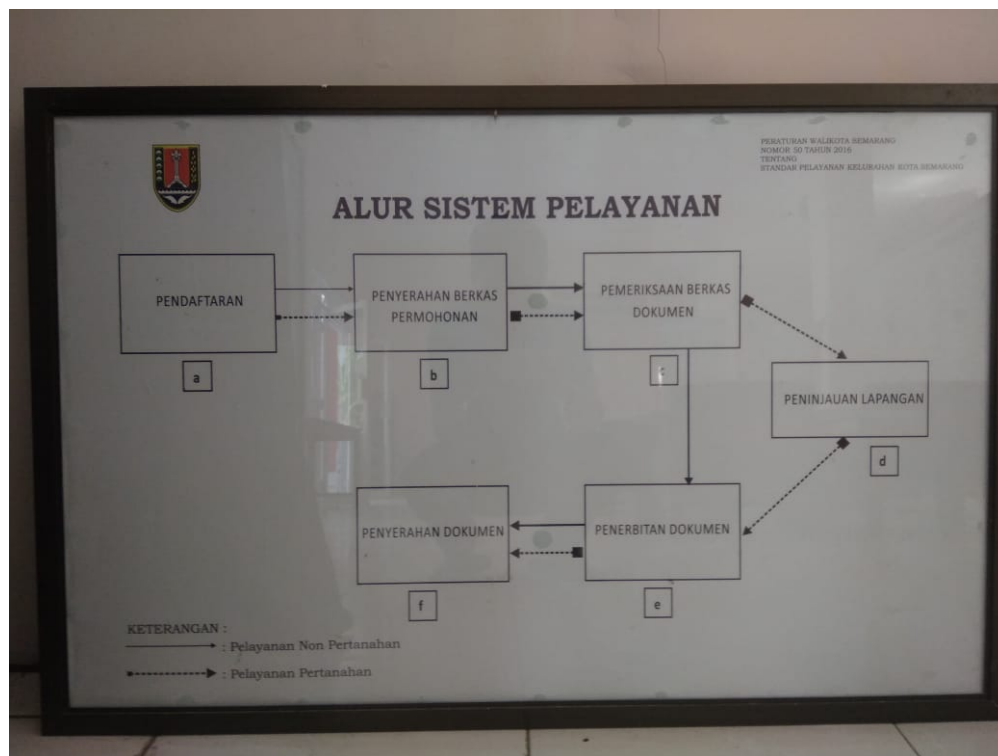 PERATURAN WALIKOTA SEMARANG
NOMOR 50 TAHUN 2016
TENTANG
STANDAR PELAYANAN KELURAHAN KOTA SEMARANG
ALUR SISTEM PELAYANAN
PENDAFTARAN
a
PENYERAHAN BERKAS
PERMOHONAN
b
PEMERIKSAAN BERKAS
DOKUMEN
c
PENINJAUAN LAPANGAN
d
PENERBITAN DOKUMEN
e
PENYERAHAN DOKUMEN
f
KETERANGAN :
: Pelayanan Non Pertanahan
: Pelayanan Pertanahan